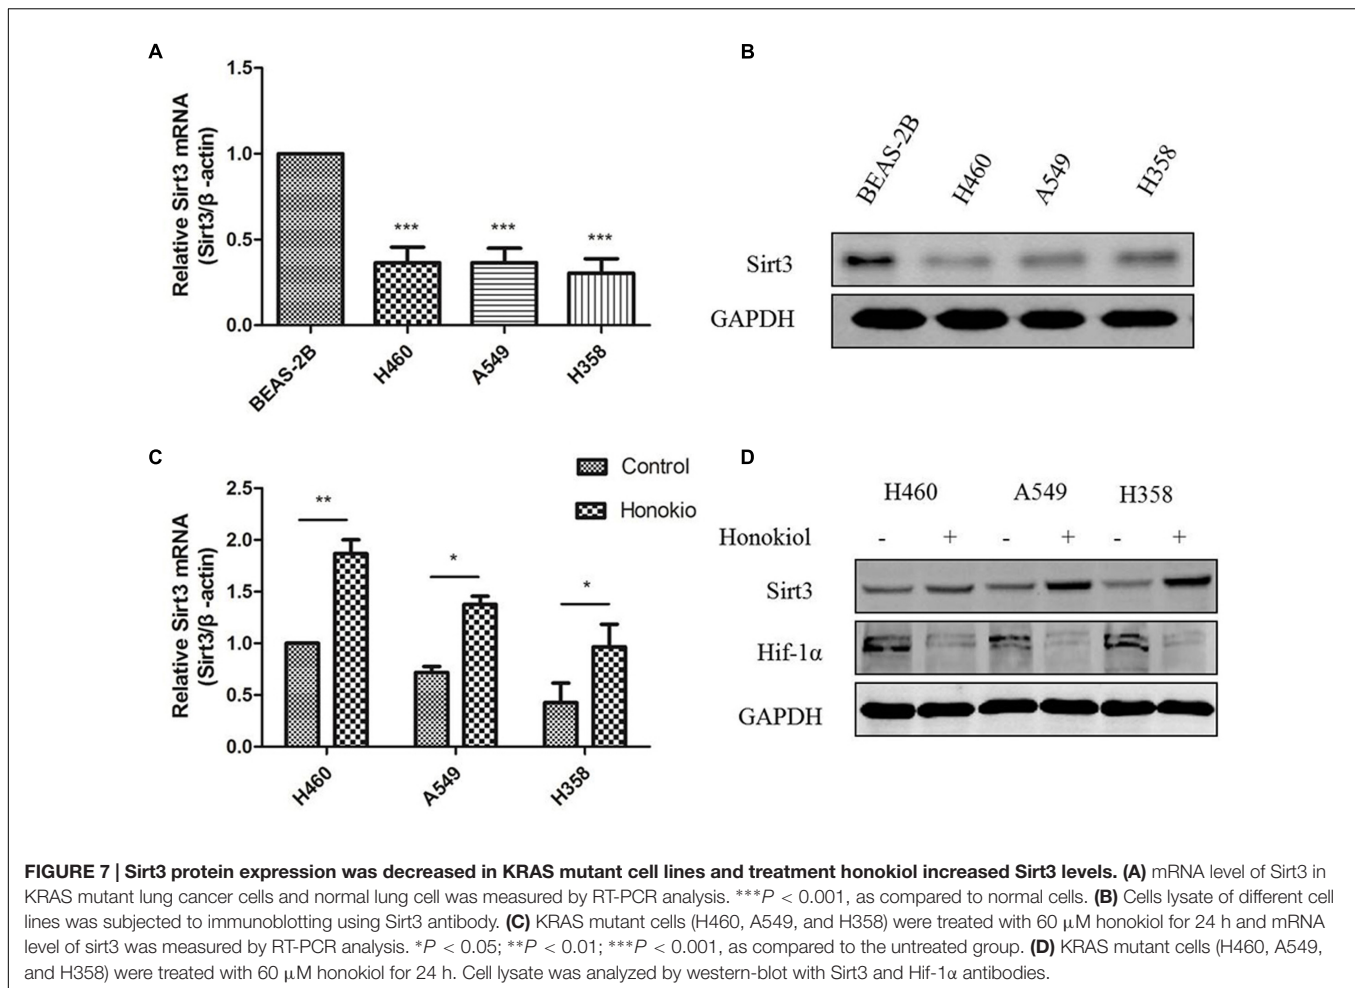 A
1.5
1.0
0.5
0.0
Relative Sirt3 mRNA
(Sirt3/β -actin)
***
***
***
BEAS-2B
H460
A549
H358
B
BEAS-2B
H460
A549
H358
Sirt3
GAPDH
C
Control
Honokio
2.5
2.0
1.5
1.0
0.5
0.0
Relative Sirt3 mRNA
(Sirt3/β -actin)
**
*
*
H460
A549
H358
D
H460 A549 H358
Honokiol - + - + - +
Sirt3
Hif-1α
GAPDH
FIGURE 7 | Sirt3 protein expression was decreased in KRAS mutant cell lines and treatment honokiol increased Sirt3 levels. (A) mRNA level of Sirt3 in
KRAS mutant lung cancer cells and normal lung cell was measured by RT-PCR analysis. ***P < 0.001, as compared to normal cells. (B) Cells lysate of different cell
lines was subjected to immunoblotting using Sirt3 antibody. (C) KRAS mutant cells (H460, A549, and H358) were treated with 60 μM honokiol for 24 h and mRNA
level of sirt3 was measured by RT-PCR analysis. *P < 0.05; **P < 0.01; ***P < 0.001, as compared to the untreated group. (D) KRAS mutant cells (H460, A549,
and H358) were treated with 60 μM honokiol for 24 h. Cell lysate was analyzed by western-blot with Sirt3 and Hif-1α antibodies.